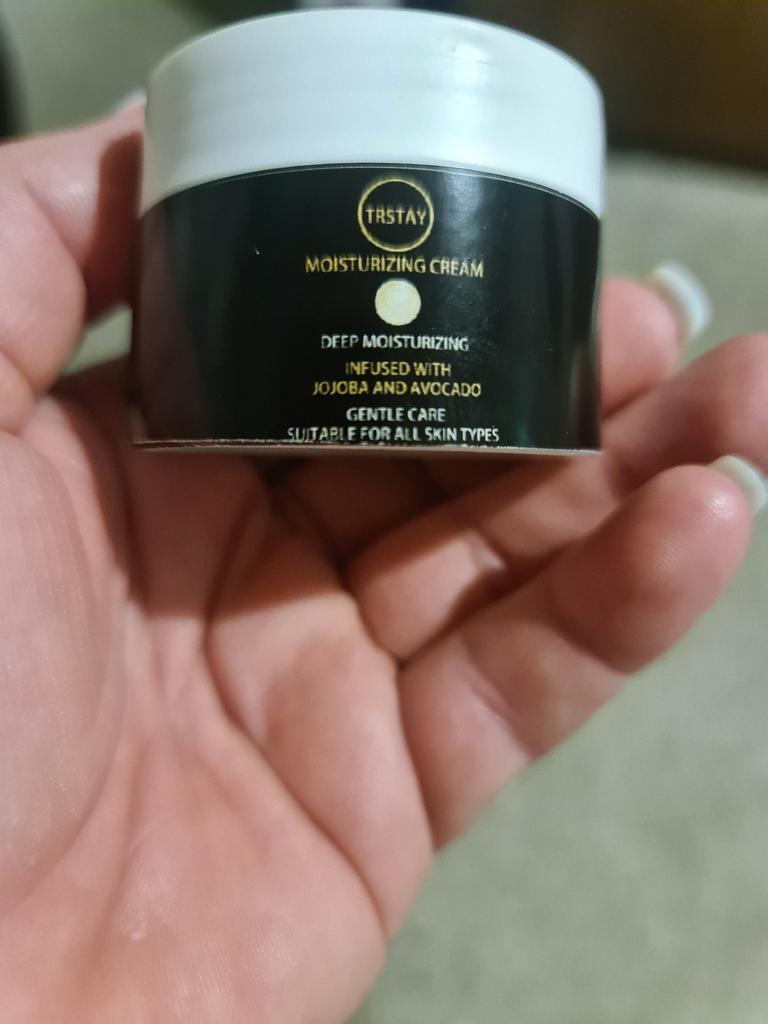 TRSTAY
MOISTURIZING CREAM
DEEP MOISTURIZING
INFUSED WITH
JOJOBA AND AVOCADO
GENTLE CARE
SUITABLE FOR ALL SKIN TYPES